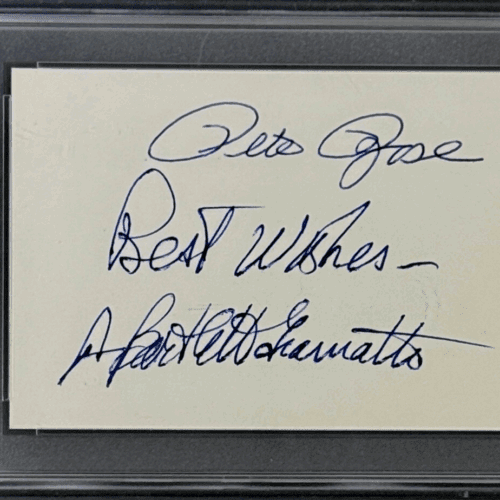 Pete Rose
Best Wishes -
A Bartlett Giamatti